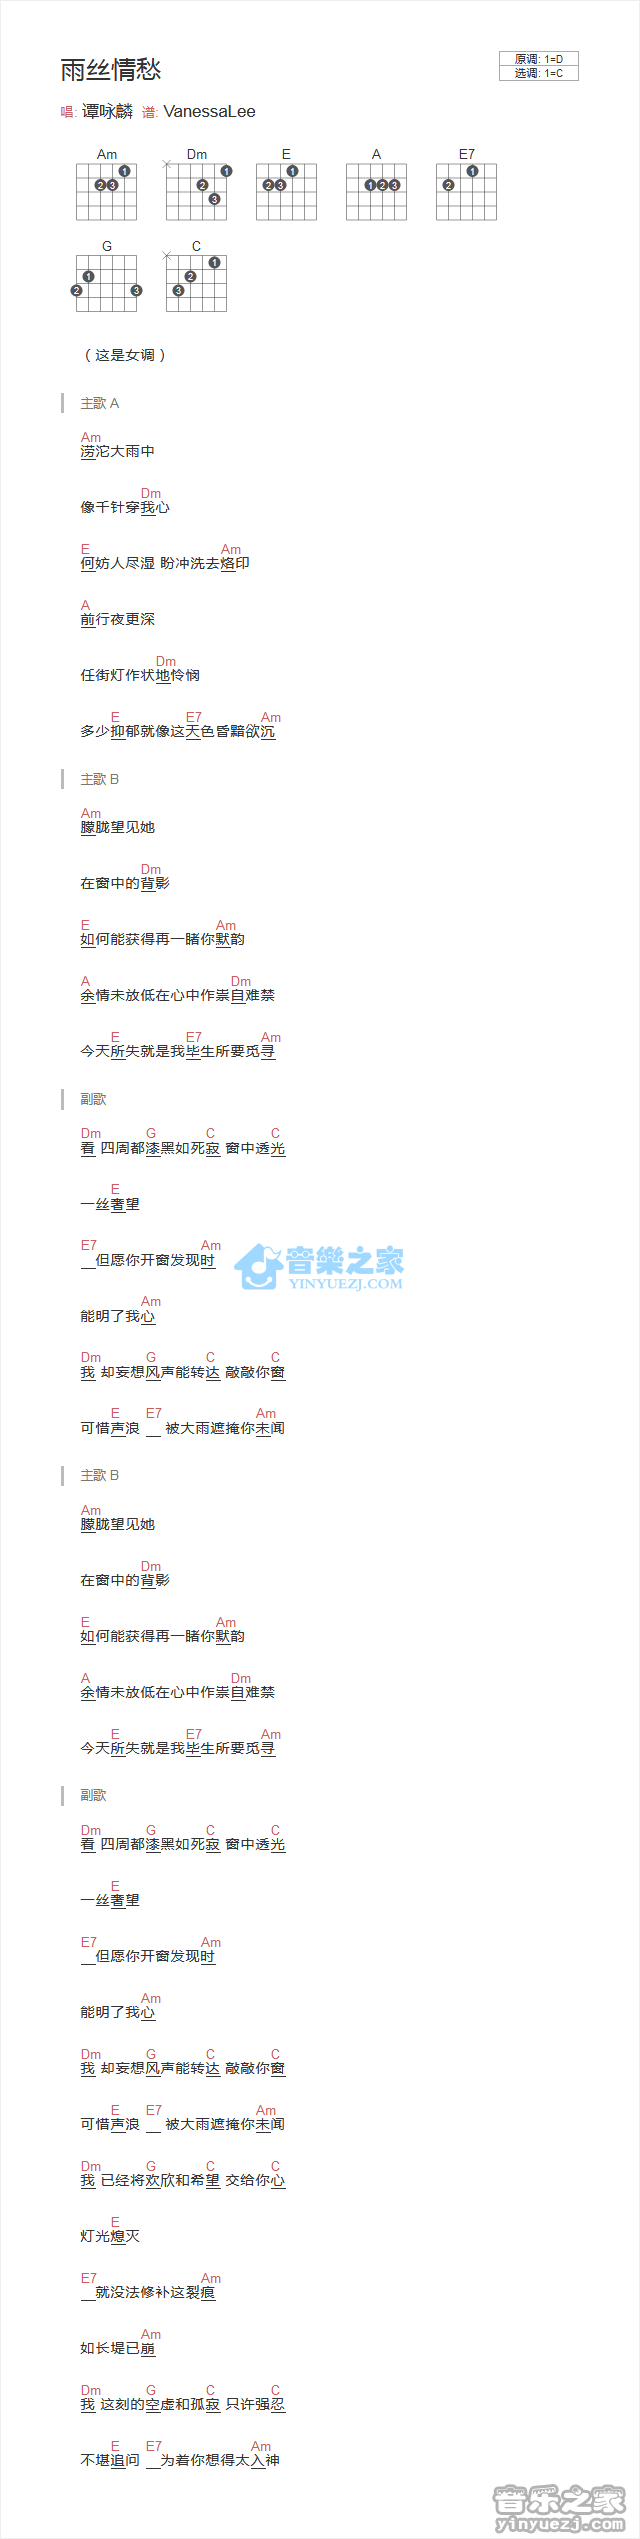 雨丝情愁
原调: 1=D
选调: 1=C
唱: 谭咏麟 谱: VanessaLee
Am Dm E A E7
G C
（这是女调）
主歌 A
Am
涝沱大雨中
Dm
像千针穿我心
E Am
何妨人尽湿 盼冲洗去烙印
A
前行夜更深
Dm
任街灯作状地怜悯
E E7 Am
多少抑郁就像这天色昏黯欲沉
主歌 B
Am
朦胧望见她
Dm
在窗中的背影
E Am
如何能获得再一睹你默韵
A Dm
余情未放低在心中作祟自难禁
E E7 Am
今天所失就是我毕生所要觅寻
副歌
Dm G C C
看 四周都漆黑如死寂 窗中透光
E
一丝奢望
E7 Am
__但愿你开窗发现时
Am
能明了我心
Dm G C C
我 却妄想风声能转达 敲敲你窗
E E7 Am
可惜声浪 __ 被大雨遮掩你未闻
主歌 B
Am
朦胧望见她
Dm
在窗中的背影
E Am
如何能获得再一睹你默韵
A Dm
余情未放低在心中作祟自难禁
E E7 Am
今天所失就是我毕生所要觅寻
副歌
Dm G C C
看 四周都漆黑如死寂 窗中透光
E
一丝奢望
E7 Am
__但愿你开窗发现时
Am
能明了我心
Dm G C C
我 却妄想风声能转达 敲敲你窗
E E7 Am
可惜声浪 __ 被大雨遮掩你未闻
Dm G C C
我 已经将欢欣和希望 交给你心
E
灯光熄灭
E7 Am
__就没法修补这裂痕
Am
如长堤已崩
Dm G C C
我 这刻的空虚和孤寂 只许强忍
E E7 Am
不堪追问 __为着你想得太入神
音樂之家
YINYUEZJ.COM
音乐之家
yinyuezj.com